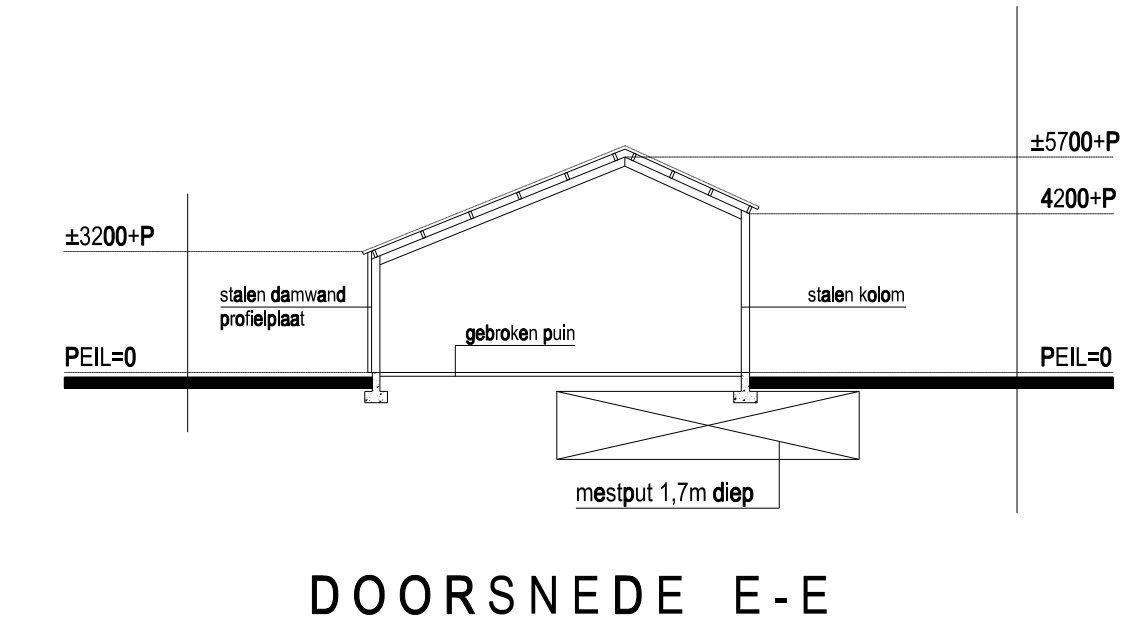 ±5700+P
4200+P
±3200+P
stalen damwand
profielplaat
stalen kolom
gebroken puin
PEIL=0
PEIL=0
mestput 1,7m diep
DOORSNEDE E-E